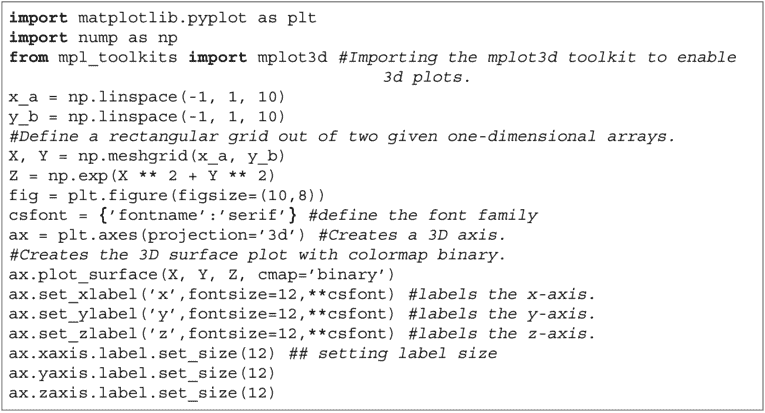 import matplotlib.pyplot as plt
import nump as np
from mpl_toolkits import mplot3d #Importing the mplot3d toolkit to enable
3d plots.
x_a = np.linspace(-1, 1, 10)
y_b = np.linspace(-1, 1, 10)
#Define a rectangular grid out of two given one-dimensional arrays.
X, Y = np.meshgrid(x_a, y_b)
Z = np.exp(X ** 2 + Y ** 2)
fig = plt.figure(figsize=(10,8))
csfont = {'fontname':'serif'} #define the font family
ax = plt.axes(projection='3d') #Creates a 3D axis.
#Creates the 3D surface plot with colormap binary.
ax.plot_surface(X, Y, Z, cmap='binary')
ax.set_xlabel('x',fontsize=12,**csfont) #labels the x-axis.
ax.set_ylabel('y',fontsize=12,**csfont) #labels the y-axis.
ax.set_zlabel('z',fontsize=12,**csfont) #labels the z-axis.
ax.xaxis.label.set_size(12) ## setting label size
ax.yaxis.label.set_size(12)
ax.zaxis.label.set_size(12)